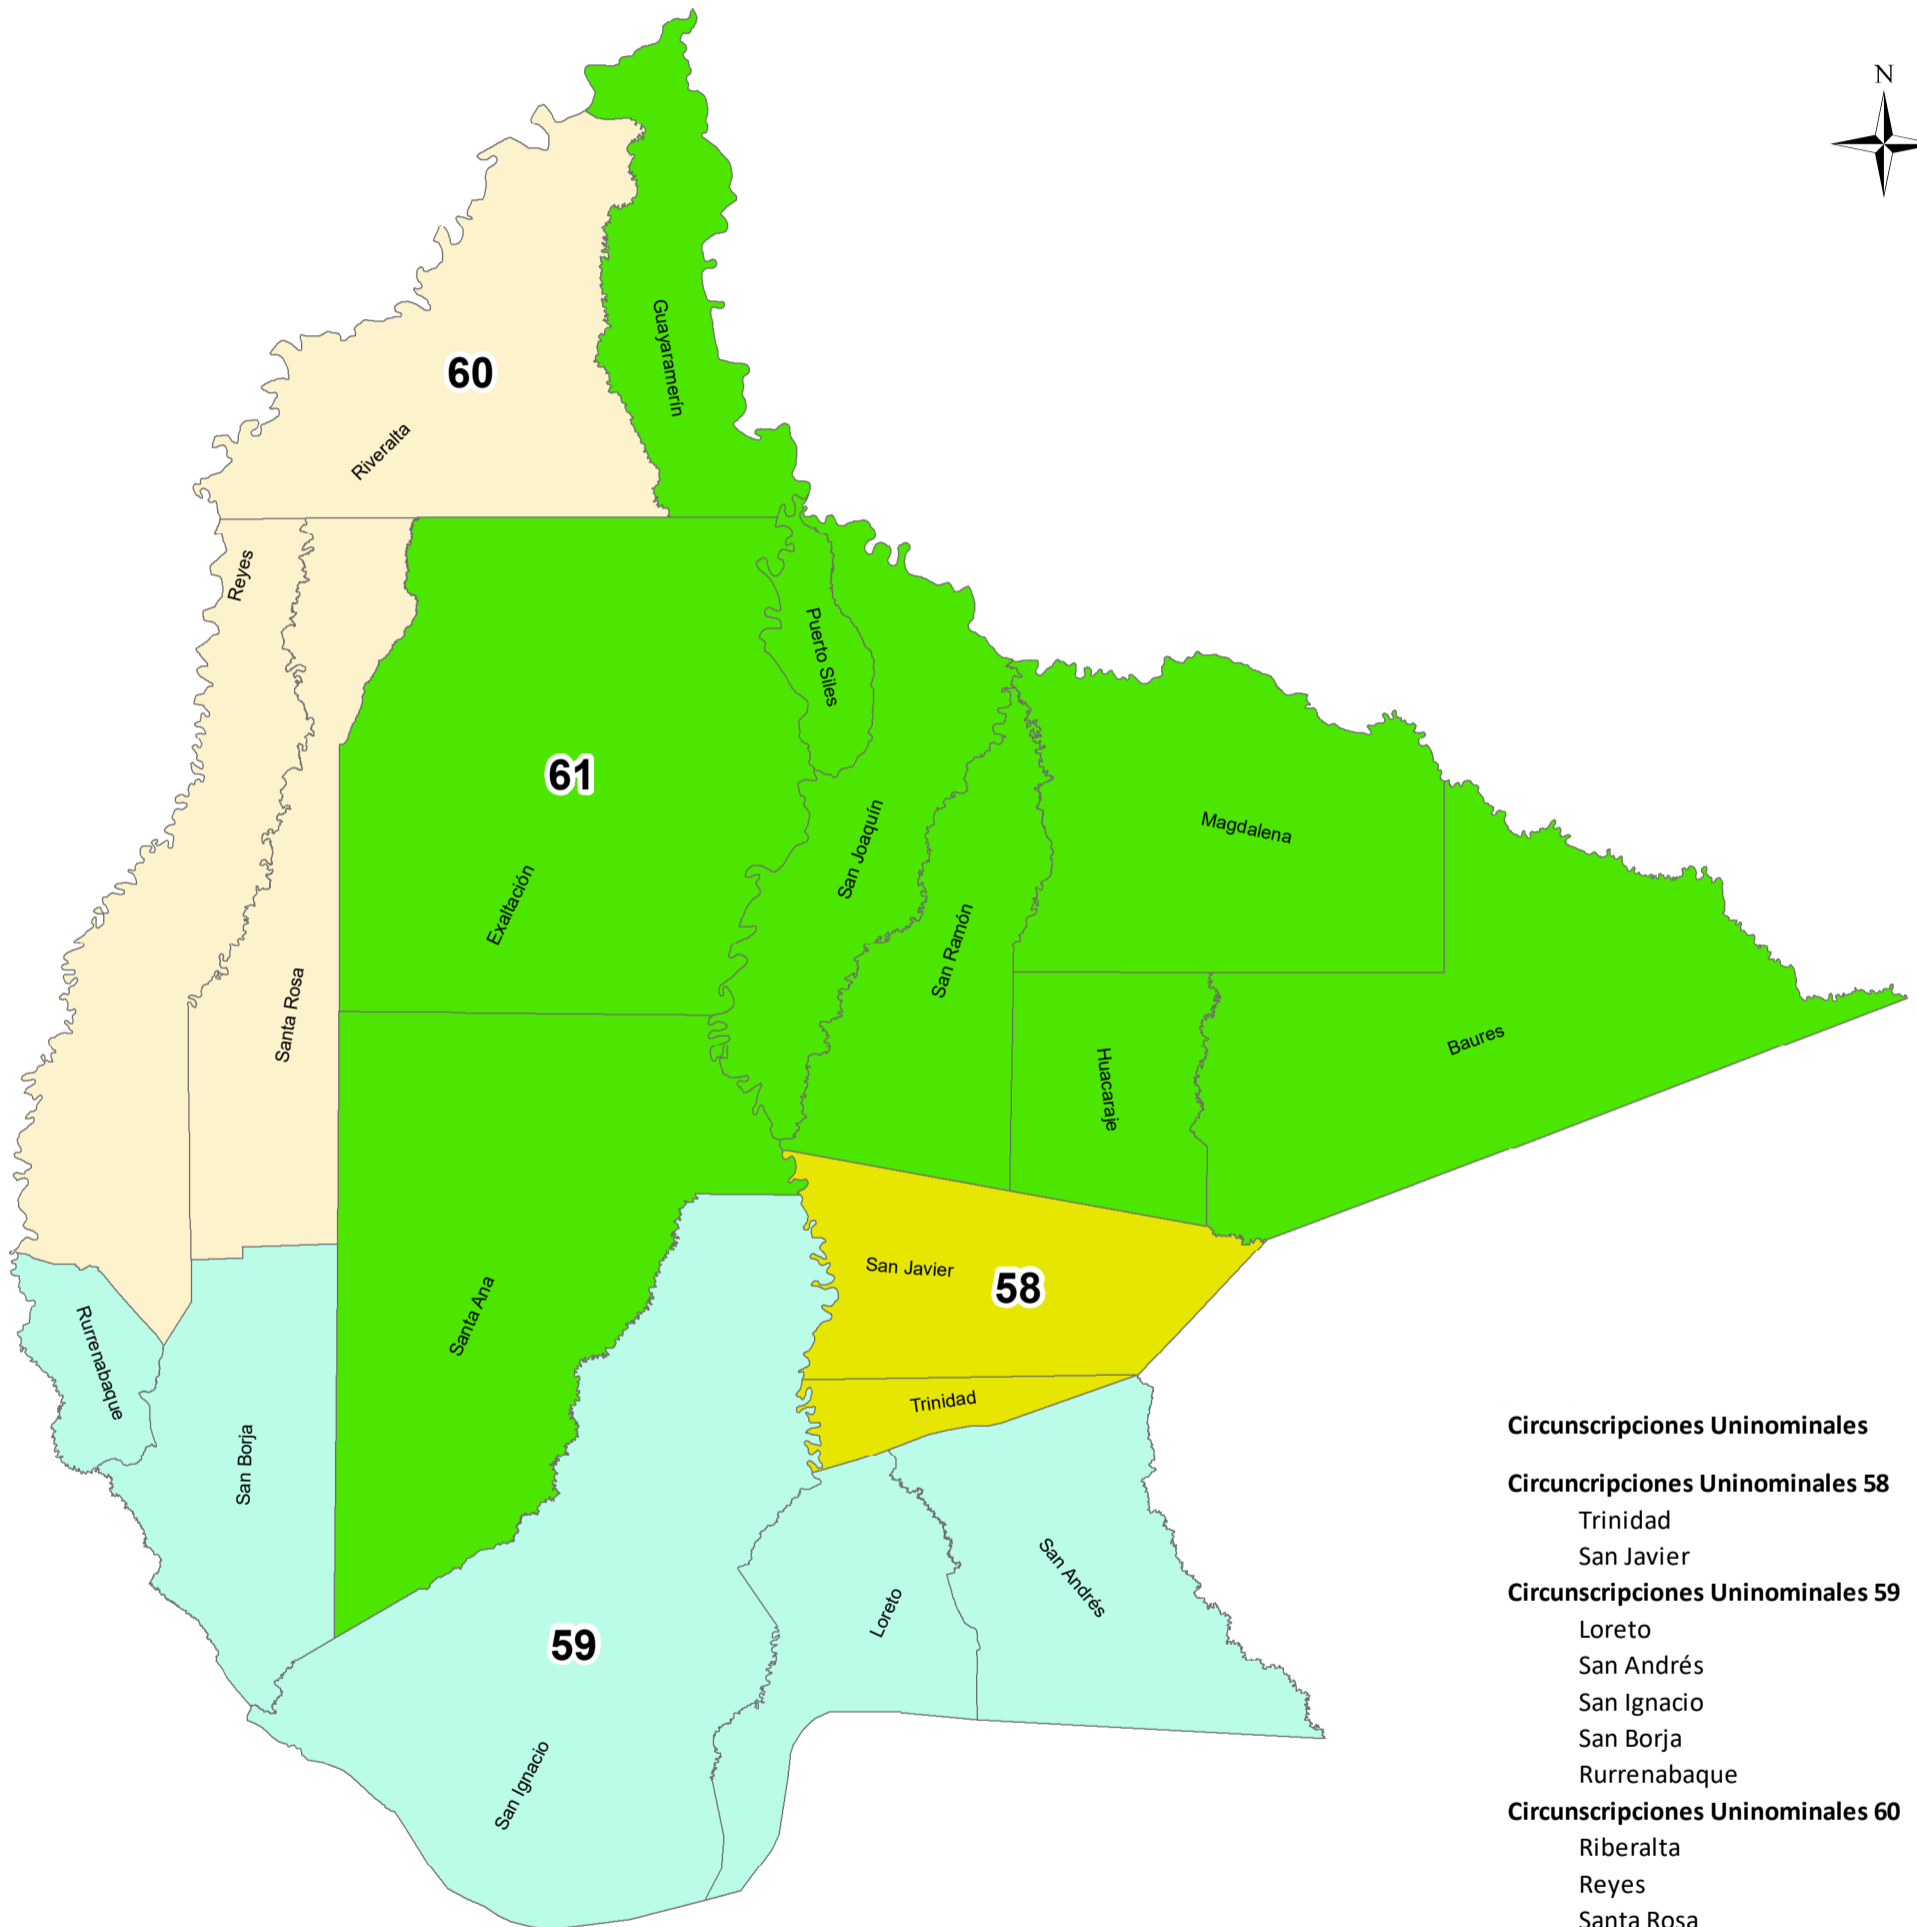 N
60
Guayaramerín
Riveralta
Reyes
Puerto Siles
61
San Joaquín
Magdalena
Exaltación
San Ramón
Santa Rosa
Baures
Huacaraje
San Javier
58
Santa Ana
Rurrenabaque
Trinidad
San Borja
San Andrés
Loreto
59
San Ignacio
Circunscripciones Uninominales
Circuncripciones Uninominales 58
Trinidad
San Javier
Circunscripciones Uninominales 59
Loreto
San Andrés
San Ignacio
San Borja
Rurrenabaque
Circunscripciones Uninominales 60
Riberalta
Reyes
Santa Rosa